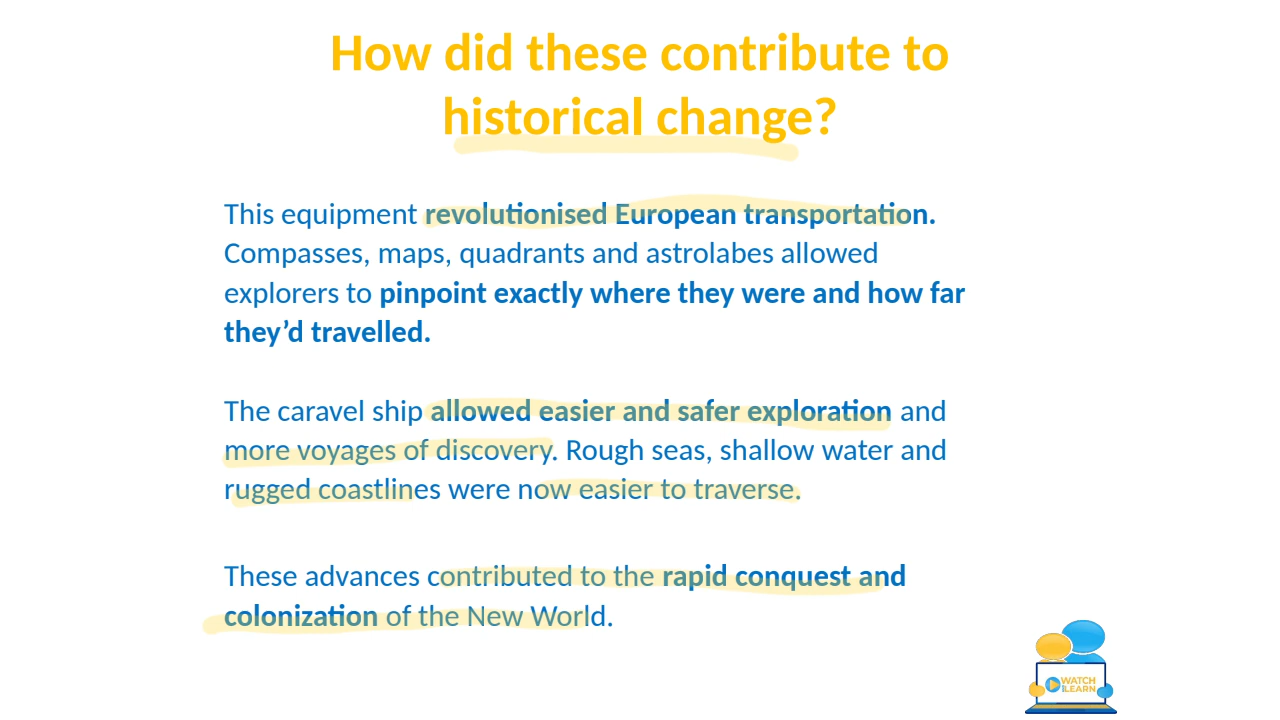 How did these contribute to
historical change?
This equipment revolutionised European transportation.
Compasses, maps, quadrants and astrolabes allowed
explorers to pinpoint exactly where they were and how far
they’d travelled.
The caravel ship allowed easier and safer exploration and
more voyages of discovery. Rough seas, shallow water and
rugged coastlines were now easier to traverse.
These advances contributed to the rapid conquest and
colonization of the New World.
WATCH
LEARN